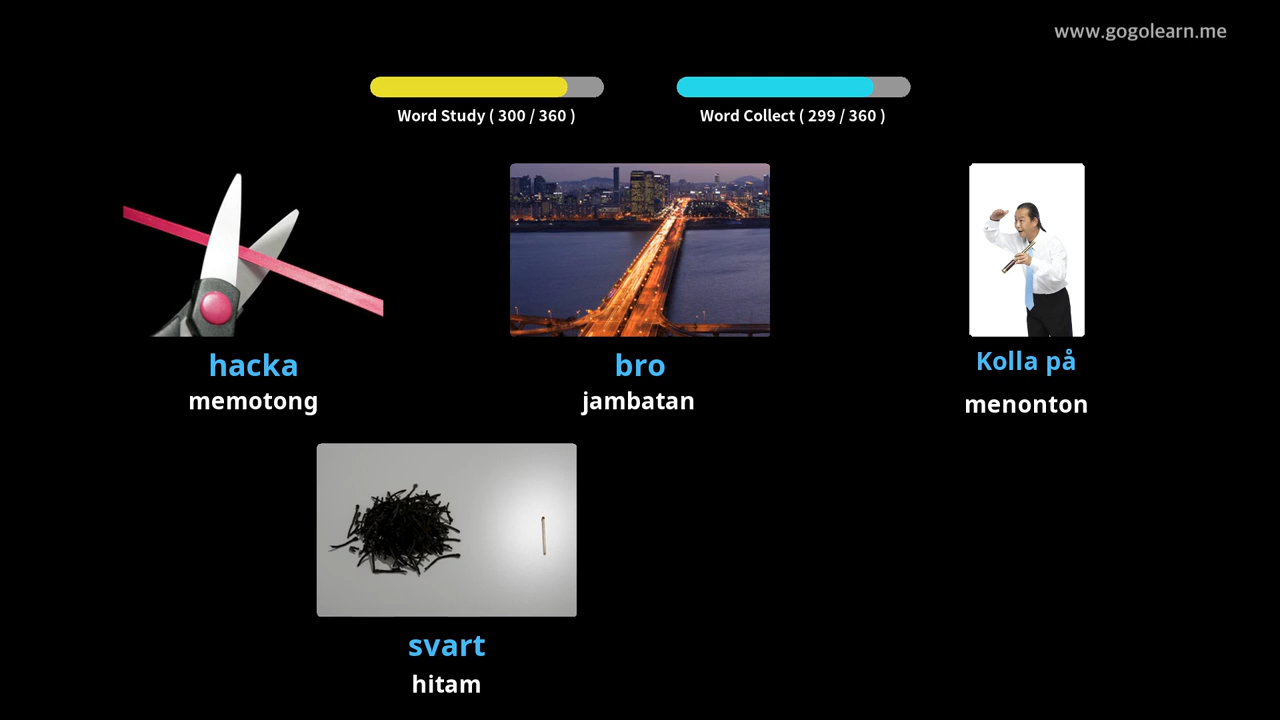 www.gogolearn.me
Word Study ( 300 / 360 )
Word Collect ( 299 / 360 )
hacka
memotong
bro
jambatan
Kolla på
menonton
svart
hitam